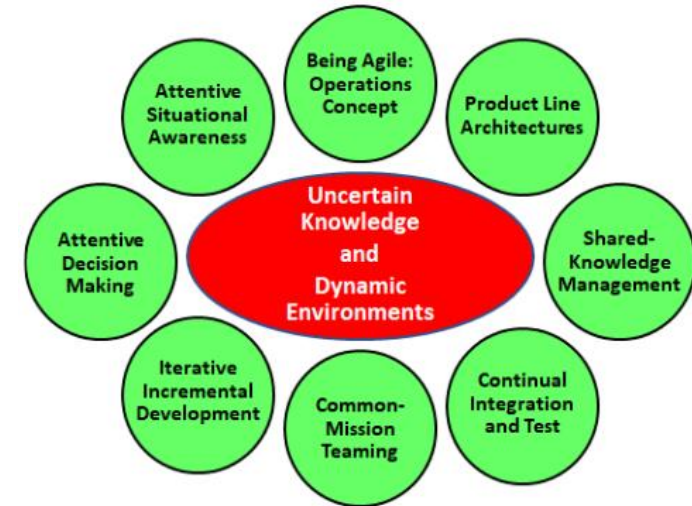 Being Agile:
Operations
Concept
Product Line
Architectures
Shared-
Knowledge
Management
Continual
Integration
and Test
Common-
Mission
Teaming
Iterative
Incremental
Development
Attentive
Decision
Making
Attentive
Situational
Awareness
Uncertain
Knowledge
and
Dynamic
Environments